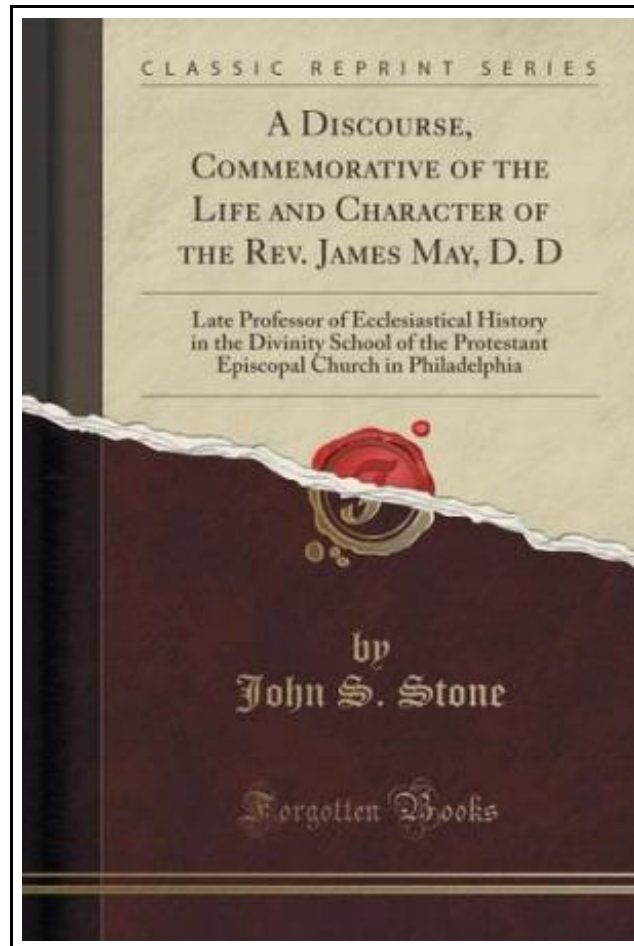 CLASSIC REPRINT SERIES
A DISCOURSE,
COMMEMORATIVE OF THE
LIFE AND CHARACTER OF
THE REV. JAMES MAY, D. D
Late Professor of Ecclesiastical History
in the Divinity School of the Protestant
Episcopal Church in Philadelphia
by
John S. Stone
Forgotten Books